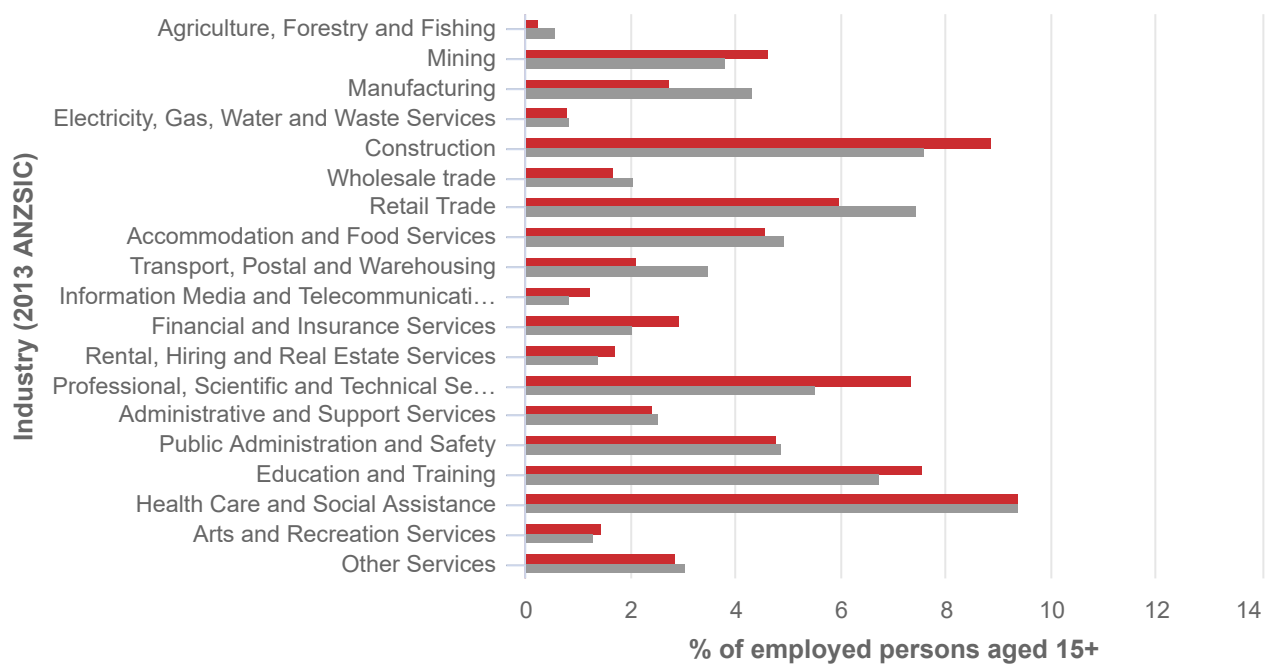 Industry (2013 ANZSIC)
Agriculture, Forestry and Fishing
Mining
Manufacturing
Electricity, Gas, Water and Waste Services
Construction
Wholesale trade
Retail Trade
Accommodation and Food Services
Transport, Postal and Warehousing
Information Media and Telecommunicati…
Financial and Insurance Services
Rental, Hiring and Real Estate Services
Professional, Scientific and Technical Se…
Administrative and Support Services
Public Administration and Safety
Education and Training
Health Care and Social Assistance
Arts and Recreation Services
Other Services
0 2 4 6 8 10 12 14
% of employed persons aged 15+